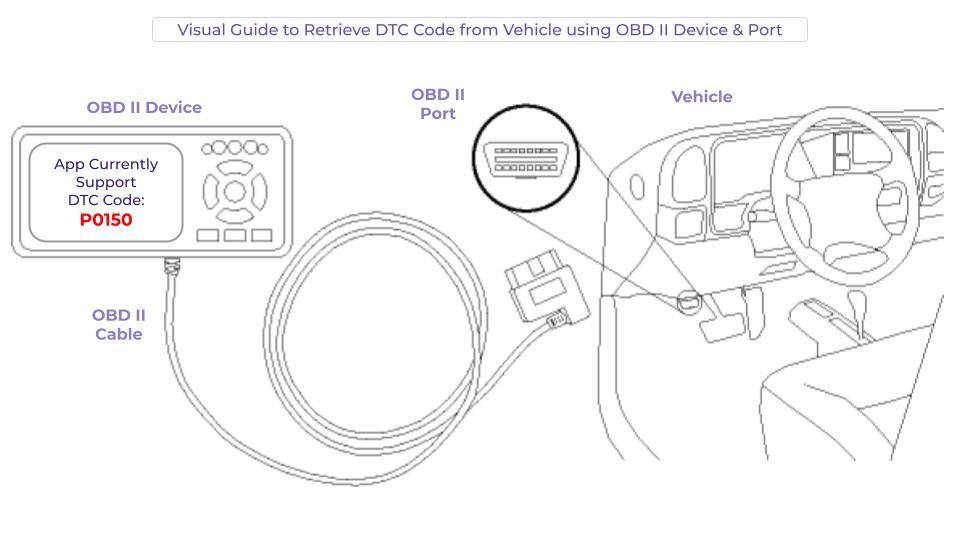 Visual Guide to Retrieve DTC Code from Vehicle using OBD II Device & Port
OBD II Device
OBD II
Port
Vehicle
App Currently
Support
DTC Code:
P0150
OBD II
Cable